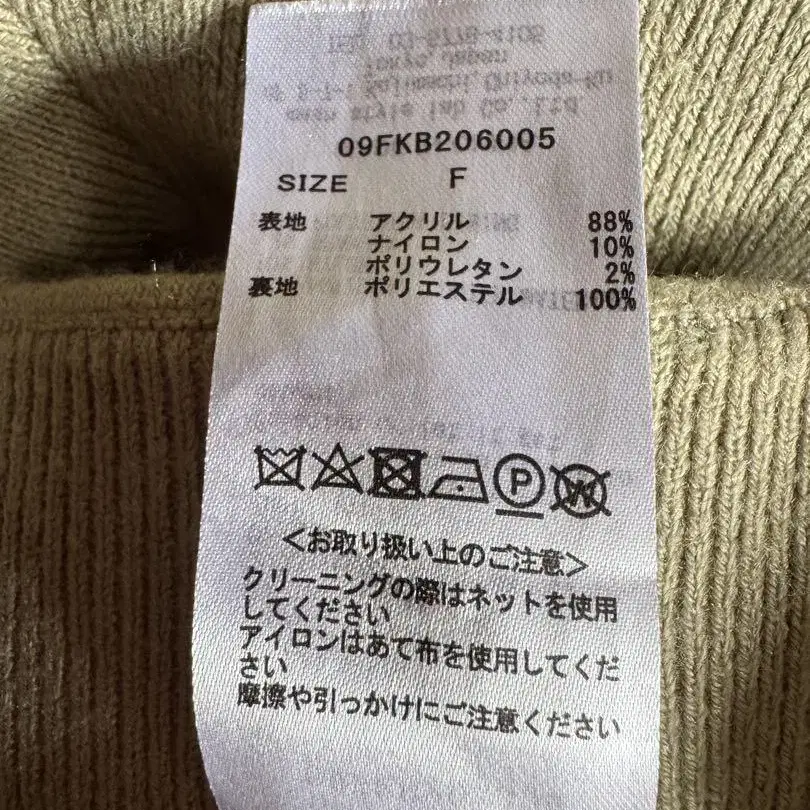 09FKB206005
SIZE F
表地 アクリル 88%
ナイロン 10%
ポリウレタン 2%
裏地 ポリエステル 100%
P W
<お取り扱い上のご注意>
クリーニングの際はネットを使用
してください
アイロンはあて布を使用してくだ
さい
摩擦や引っかけにご注意ください